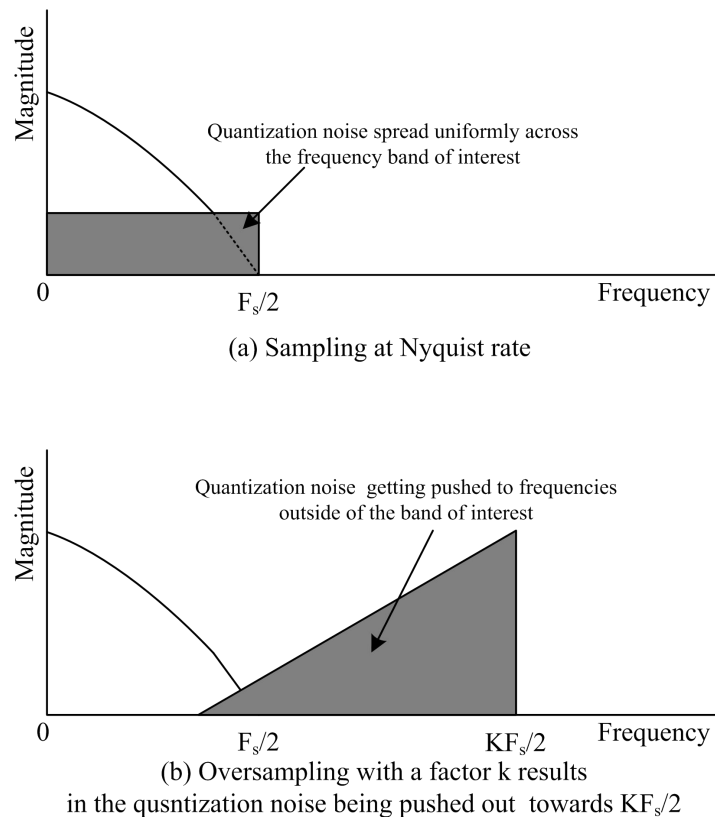 Magnitude
Quantization noise spread uniformly across
the frequency band of interest
0
Fs/2
Frequency
(a) Sampling at Nyquist rate
Magnitude
Quantization noise getting pushed to frequencies
outside of the band of interest
0
Fs/2
KFs/2
Frequency
(b) Oversampling with a factor k results
in the qusntization noise being pushed out towards KFs/2